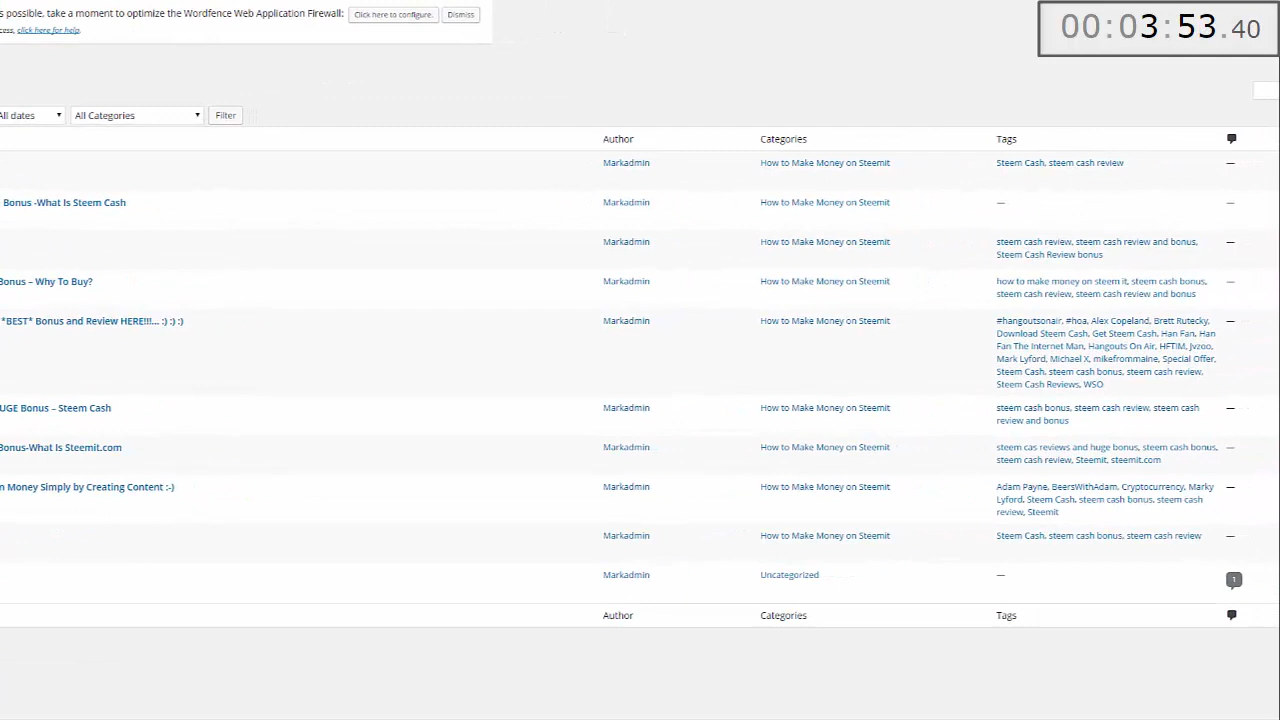 s possible, take a moment to optimize the Wordfence Web Application Firewall: Click here to configure. Dismiss
00:03:53.40
cess, click here for help.
All dates All Categories Filter
Author Categories Tags
Markadmin How to Make Money on Steemit Steem Cash, steem cash review —
Bonus -What Is Steem Cash Markadmin How to Make Money on Steemit — —
Markadmin How to Make Money on Steemit steem cash review, steem cash review and bonus, —
Steem Cash Review bonus
Bonus – Why To Buy? Markadmin How to Make Money on Steemit how to make money on steem it, steem cash bonus, —
steem cash review, steem cash review and bonus
*BEST* Bonus and Review HERE!!!... :) :) :) Markadmin How to Make Money on Steemit #hangoutsonair, #hoa, Alex Copeland, Brett Rutecky, —
Download Steem Cash, Get Steem Cash, Han Fan, Han
Fan The Internet Man, Hangouts On Air, HFTIM, Jvzoo,
Mark Lyford, Michael X, mikefrommaine, Special Offer,
Steem Cash, steem cash bonus, steem cash review,
Steem Cash Reviews, WSO
UGE Bonus – Steem Cash Markadmin How to Make Money on Steemit steem cash bonus, steem cash review, steem cash —
review and bonus
Bonus-What Is Steemit.com Markadmin How to Make Money on Steemit steem cas reviews and huge bonus, steem cash bonus, —
steem cash review, Steemit, steemit.com
n Money Simply by Creating Content :-) Markadmin How to Make Money on Steemit Adam Payne, BeersWithAdam, Cryptocurrency, Marky —
Lyford, Steem Cash, steem cash bonus, steem cash
review, Steemit
Markadmin How to Make Money on Steemit Steem Cash, steem cash bonus, steem cash review —
Markadmin Uncategorized — 1
Author Categories Tags